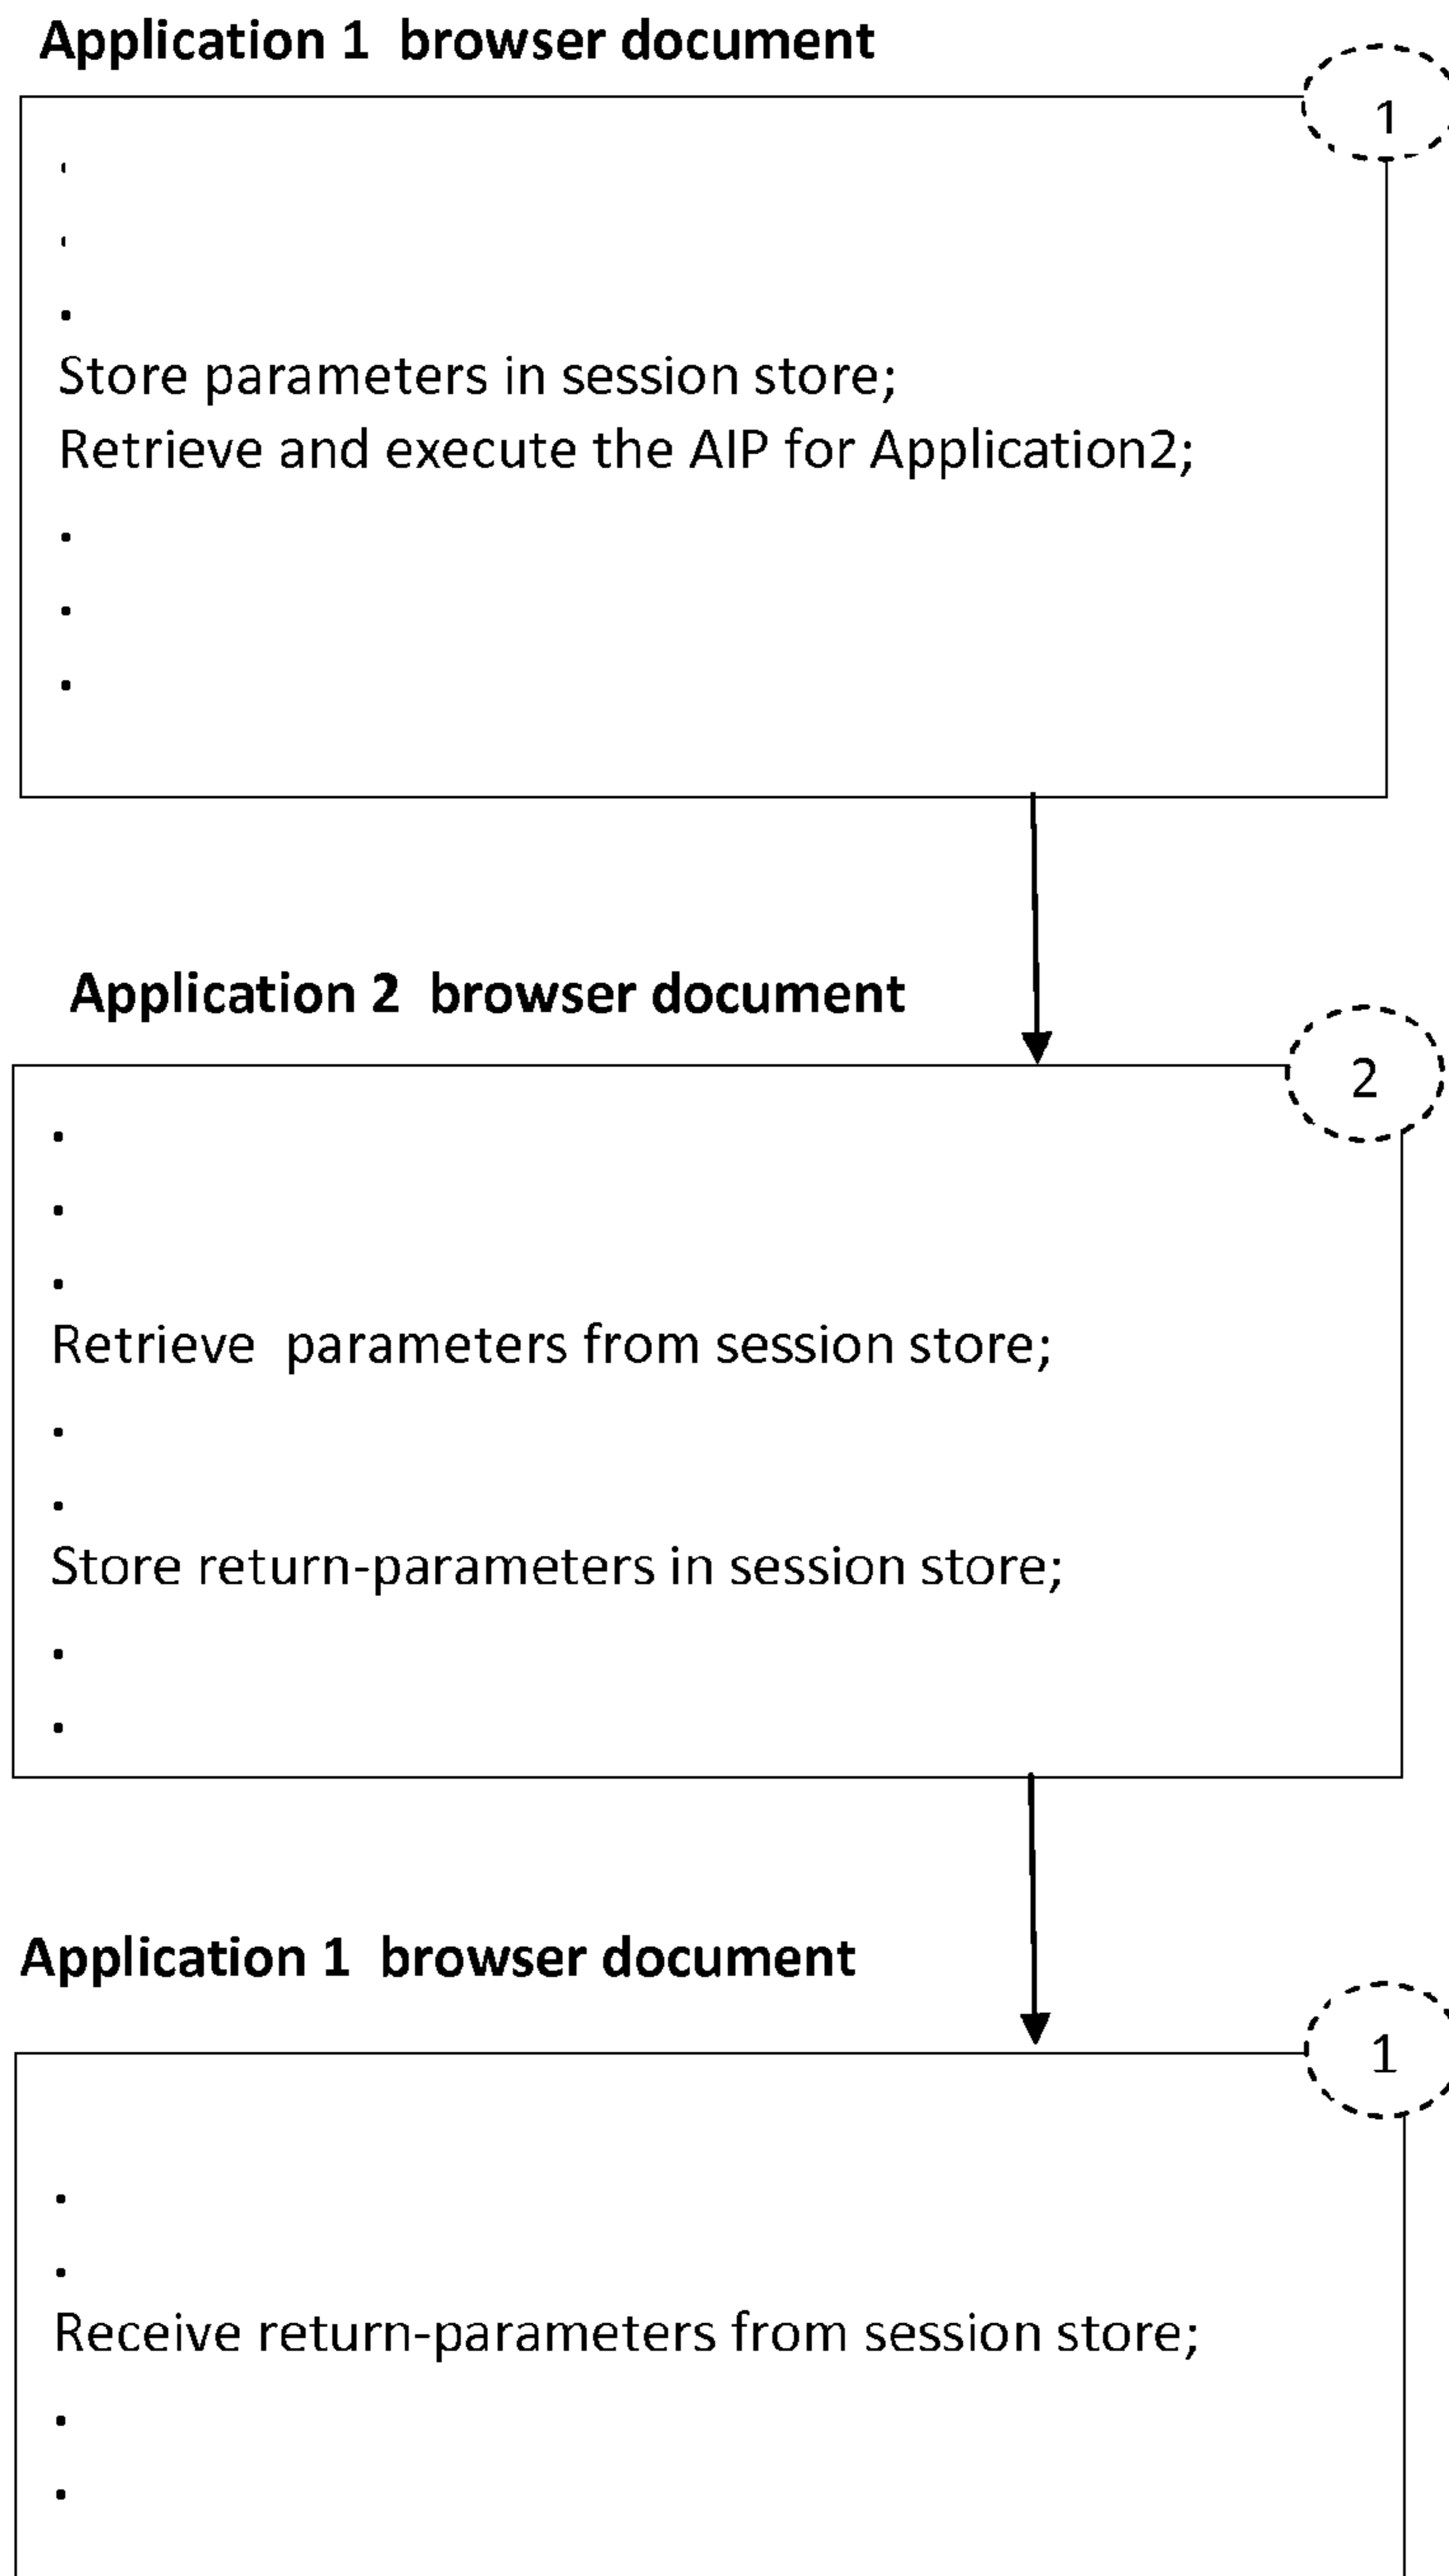 Application 1  browser document
1
.
.
.
Store parameters in session store;
Retrieve and execute the AIP for Application2;
.
.
.
Application 2  browser document
2
.
.
.
Retrieve  parameters from session store;
.
.
Store return-parameters in session store;
.
.
Application 1  browser document
1
.
.
Receive return-parameters from session store;
.
.